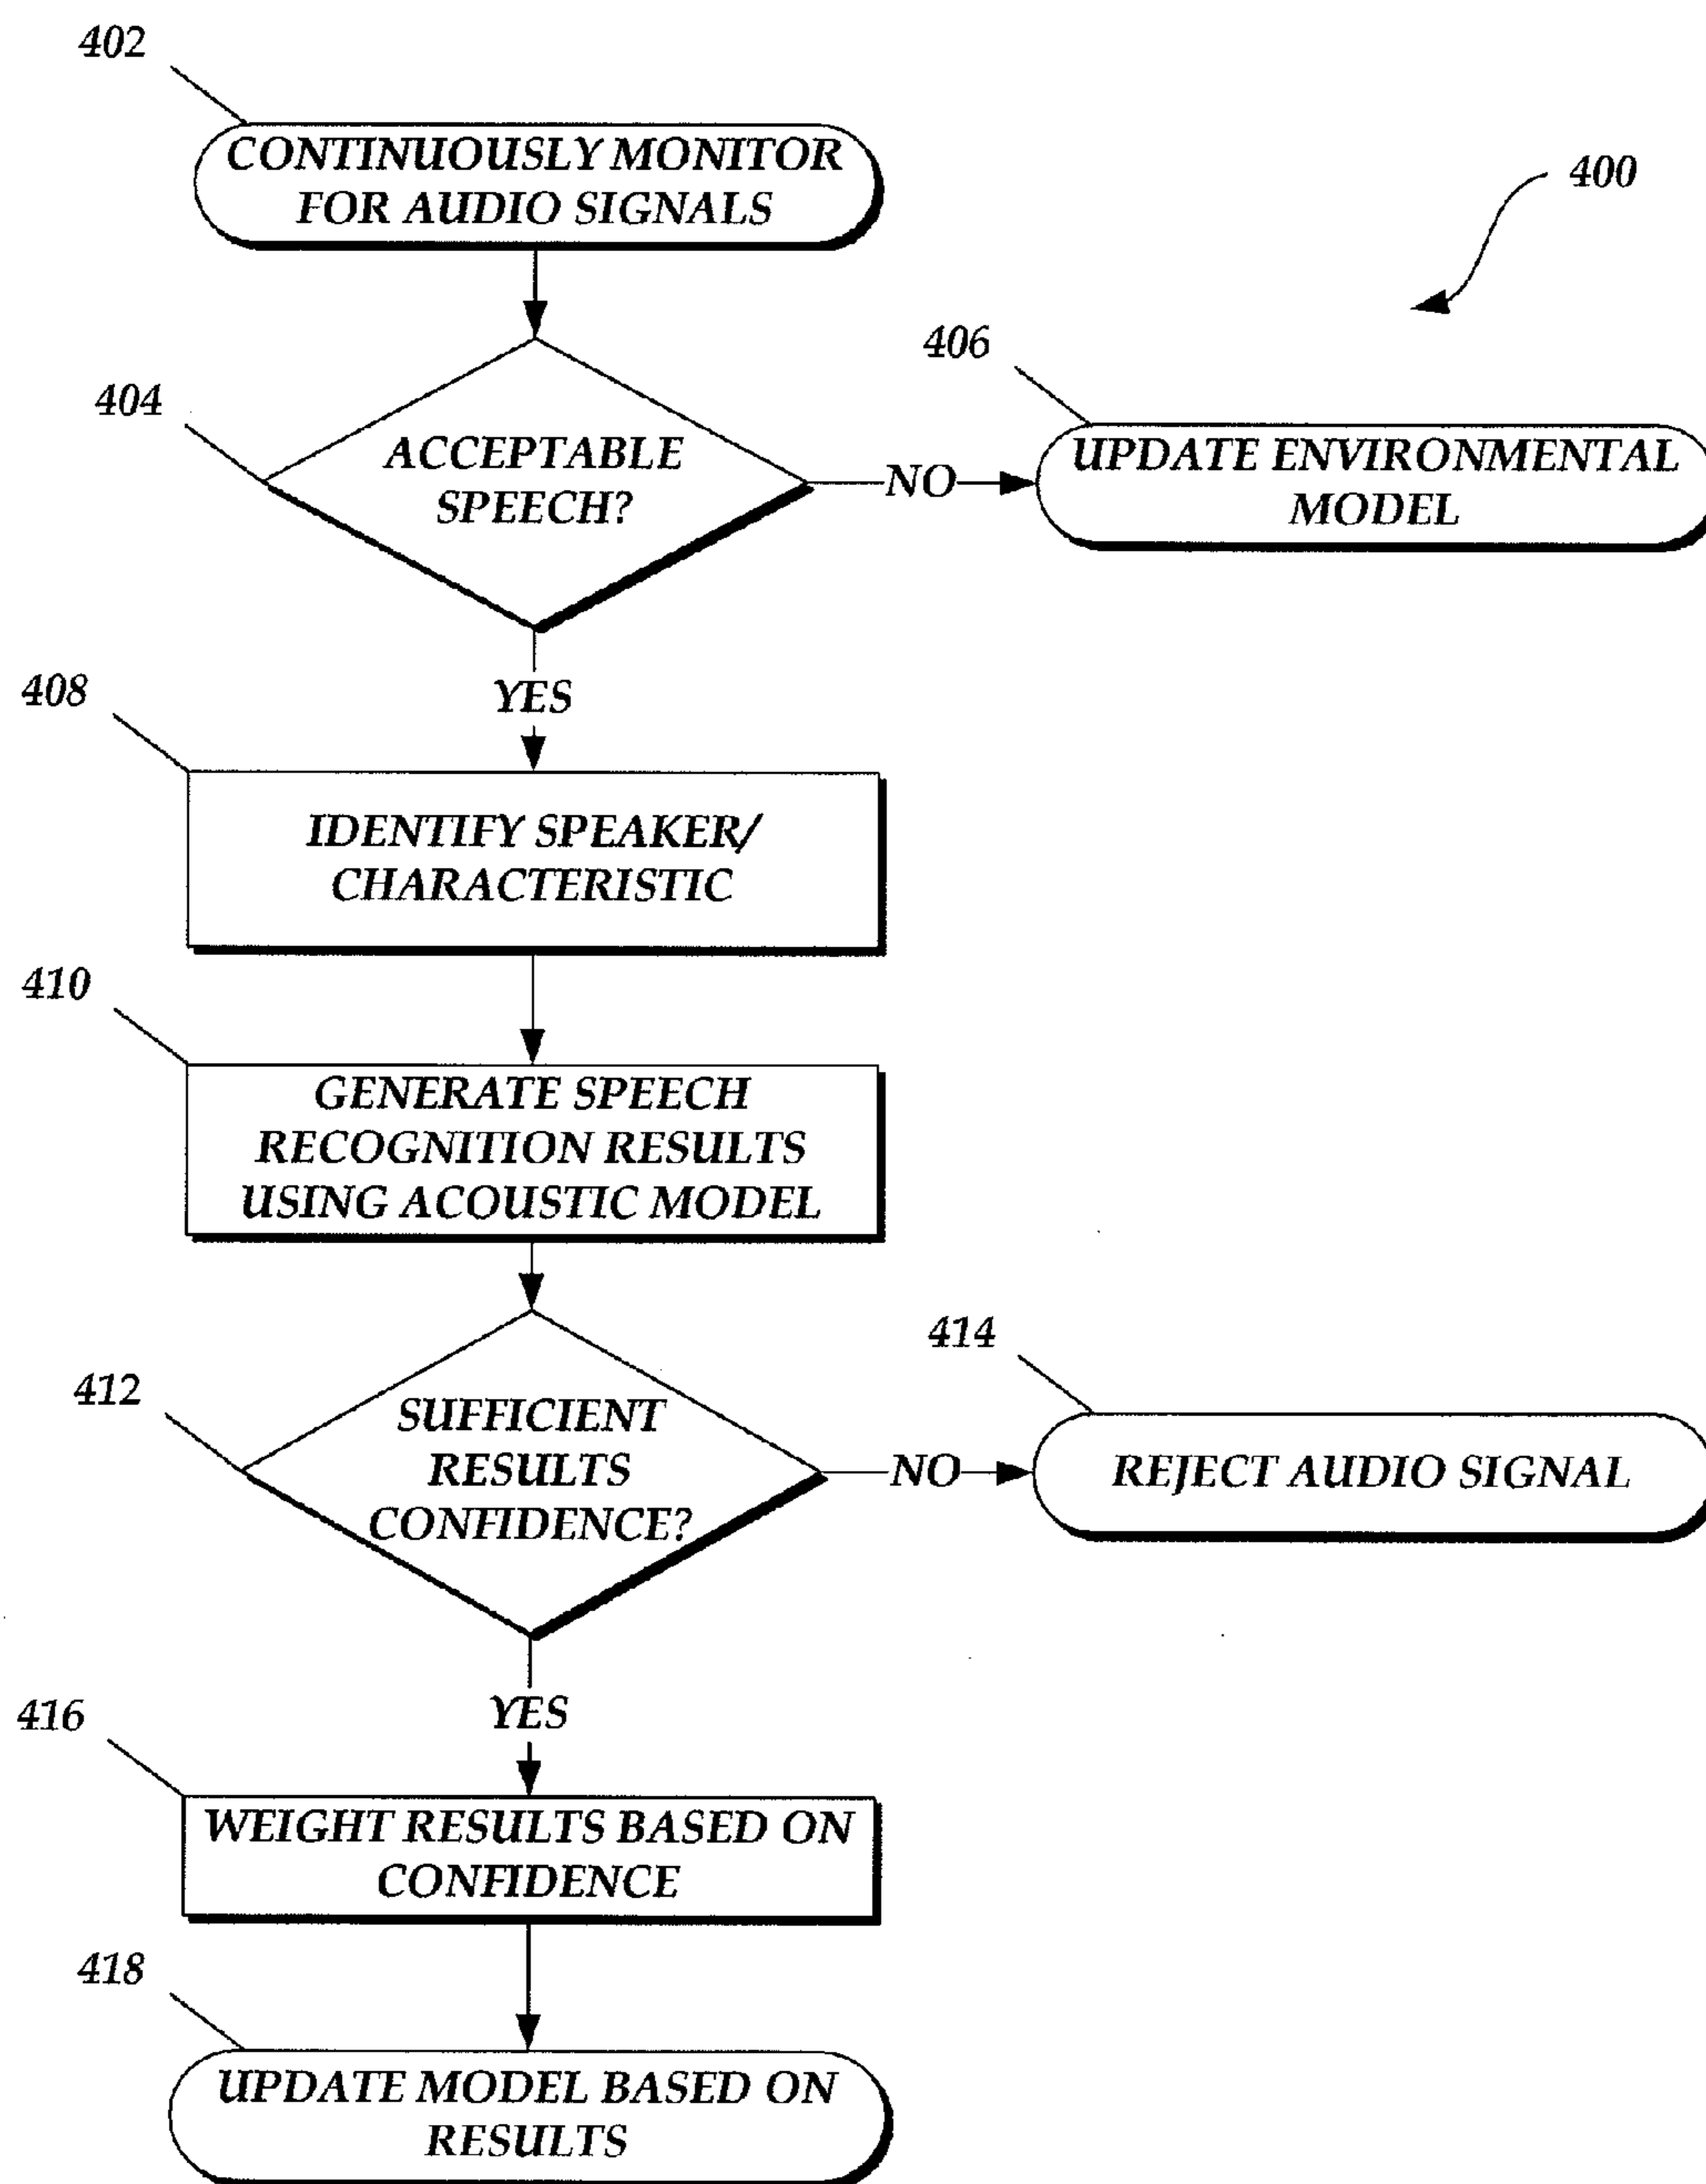 402
CONTINUOUSLY MONITOR
FOR AUDIO SIGNALS
400
406
404
ACCEPTABLE
SPEECH?
NO
UPDATE ENVIRONMENTAL
MODEL
YES
408
IDENTIFY SPEAKER/
CHARACTERISTIC
410
GENERATE SPEECH
RECOGNITION RESULTS
USING ACOUSTIC MODEL
414
412
SUFFICIENT
RESULTS
CONFIDENCE?
NO
REJECT AUDIO SIGNAL
YES
416
WEIGHT RESULTS BASED ON
CONFIDENCE
418
UPDATE MODEL BASED ON
RESULTS